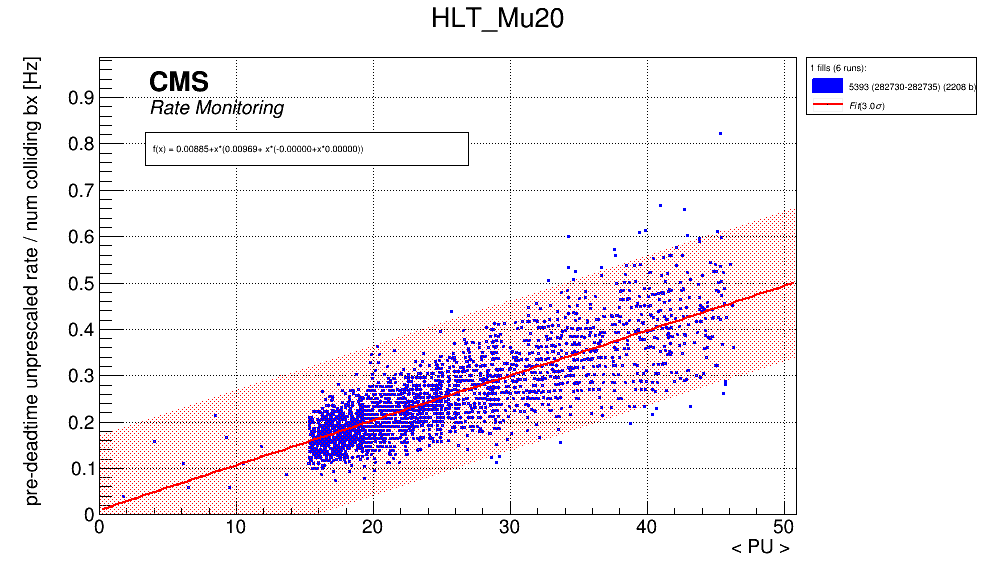 HLT_Mu20
pre-deadtime unprescaled rate / num colliding bx [Hz]
CMS
Rate Monitoring
f(x) = 0.00885+x*(0.00969+ x*(-0.00000+x*0.00000))
0.9
0.8
0.7
0.6
0.5
0.4
0.3
0.2
0.1
0
0 10 20 30 40 50
< PU >
1 fills (6 runs):
5393 (282730-282735) (2208 b)
Fit(3.0σ)